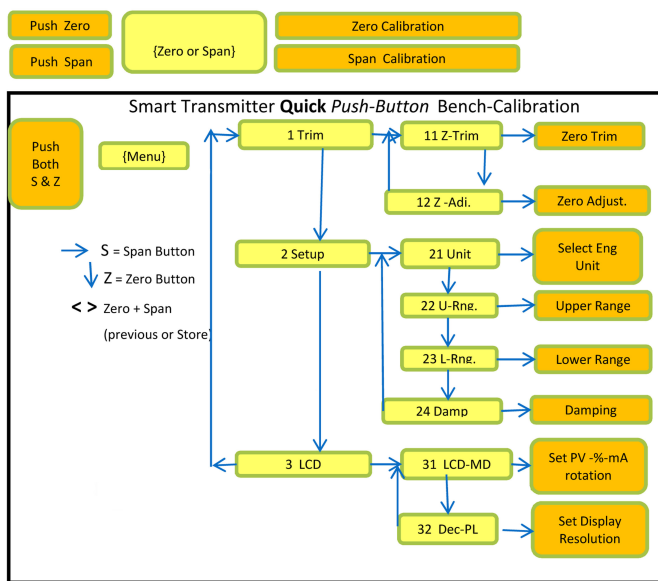 Push Zero
{Zero or Span}
Zero Calibration
Push Span
Span Calibration
Smart Transmitter Quick Push-Button Bench-Calibration
Push
Both
S & Z
{Menu}
1 Trim
11 Z-Trim
Zero Trim
12 Z -Adi.
Zero Adjust.
S = Span Button
Z = Zero Button
< > Zero + Span
(previous or Store)
2 Setup
21 Unit
Select Eng
Unit
22 U-Rng.
Upper Range
23 L-Rng.
Lower Range
24 Damp
Damping
3 LCD
31 LCD-MD
Set PV -%-mA
rotation
32 Dec-PL
Set Display
Resolution